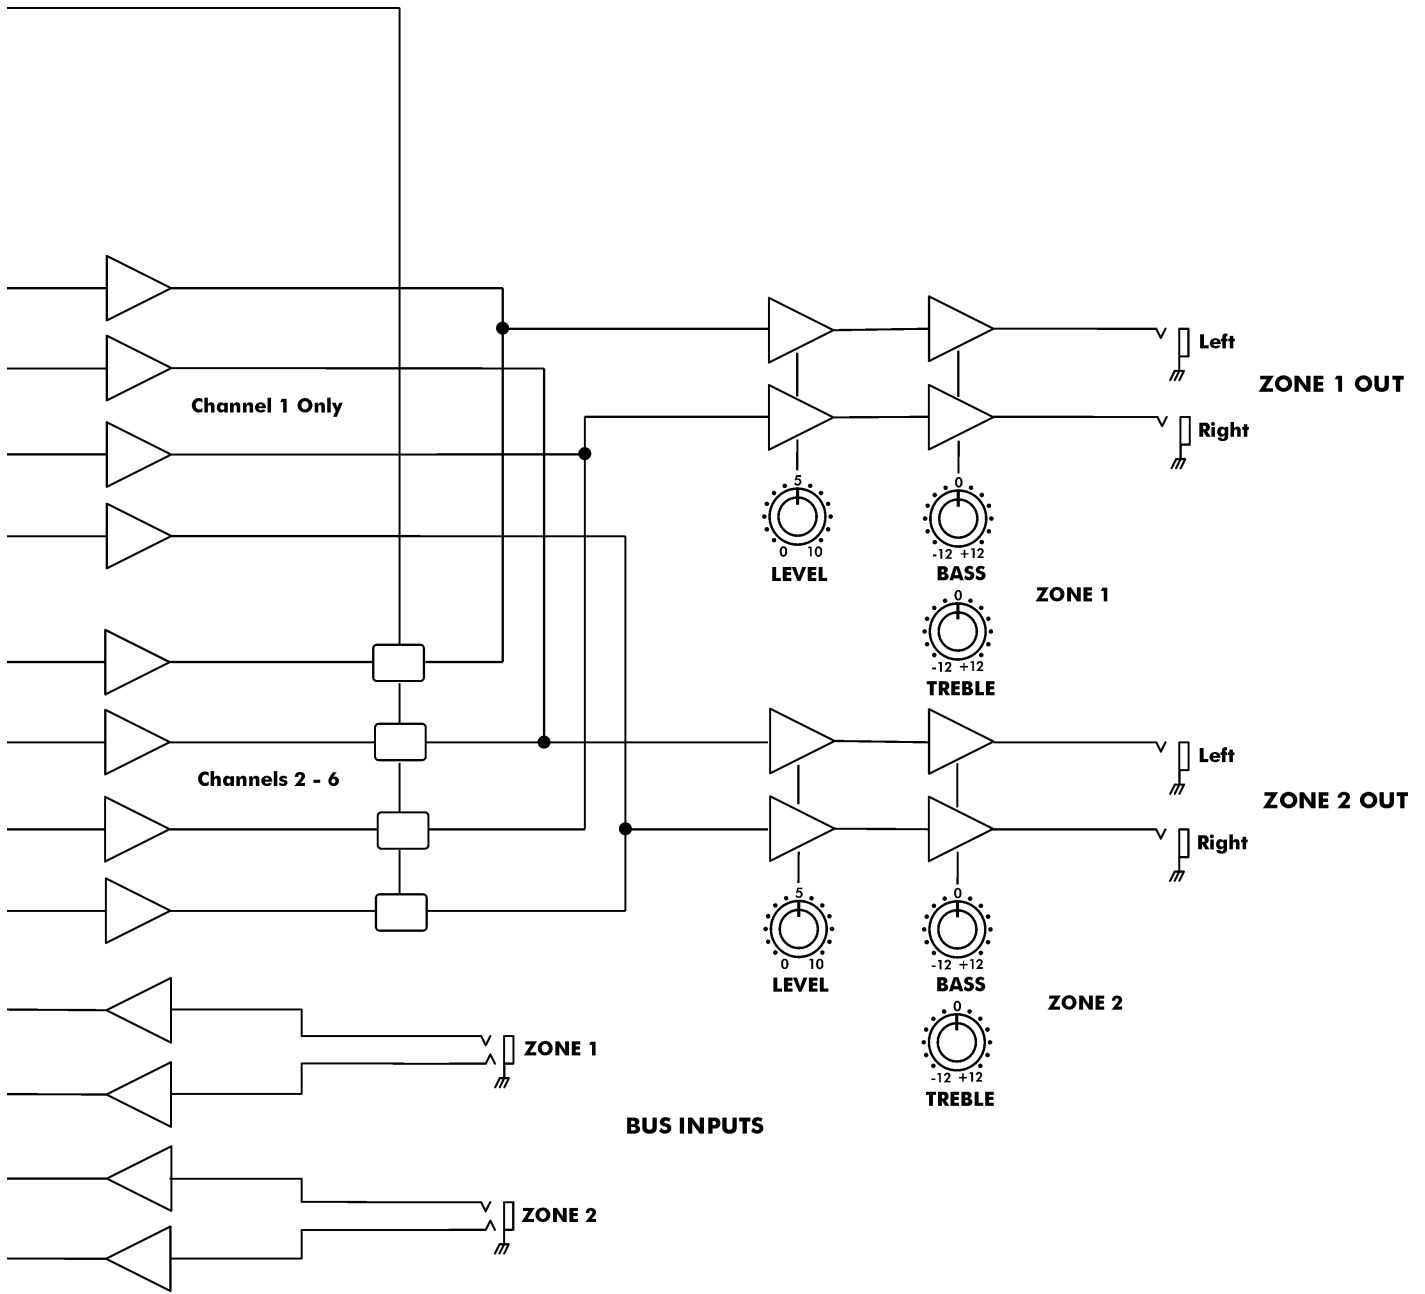 Left
ZONE 1 OUT
Channel 1 Only
Right
5
0
0 10
-12 +12
LEVEL
BASS
ZONE 1
0
-12 +12
TREBLE
Left
Channels 2 - 6
ZONE 2 OUT
Right
5
0
0 10
-12 +12
LEVEL
BASS
ZONE 2
0
ZONE 1
-12 +12
TREBLE
BUS INPUTS
ZONE 2